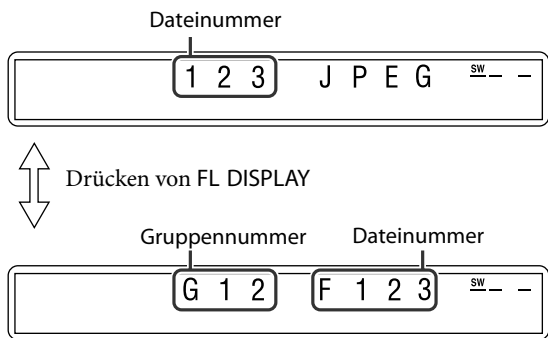 Dateinummer
1 2 3 J P E G SW – –
Drücken von FL DISPLAY
Gruppennummer Dateinummer
G 1 2 F 1 2 3 SW – –